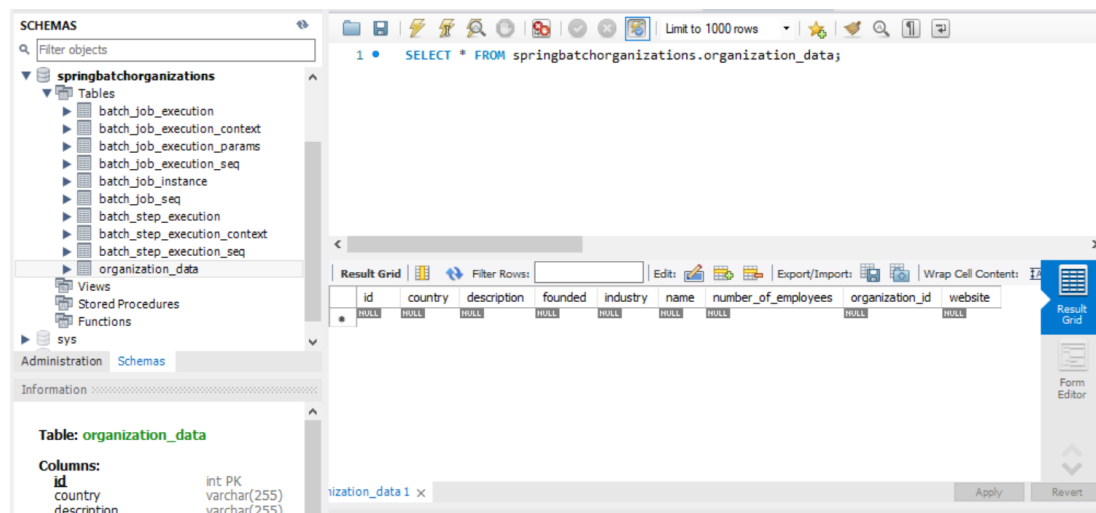 SCHEMAS
Filter objects
springbatchorganizations
Tables
batch_job_execution
batch_job_execution_context
batch_job_execution_params
batch_job_execution_seq
batch_job_instance
batch_job_seq
batch_step_execution
batch_step_execution_context
batch_step_execution_seq
organization_data
Views
Stored Procedures
Functions
sys
Administration Schemas
Information
Table: organization_data
Columns:
id int PK
country varchar(255)
description varchar(255)
Limit to 1000 rows
1 SELECT * FROM springbatchorganizations.organization_data;
Result Grid Filter Rows: Edit: Export/Import: Wrap Cell Content:
id country description founded industry name number_of_employees organization_id website
NULL NULL NULL NULL NULL NULL NULL NULL NULL
Result
Grid
Form
Editor
nization_data 1 Apply Revert